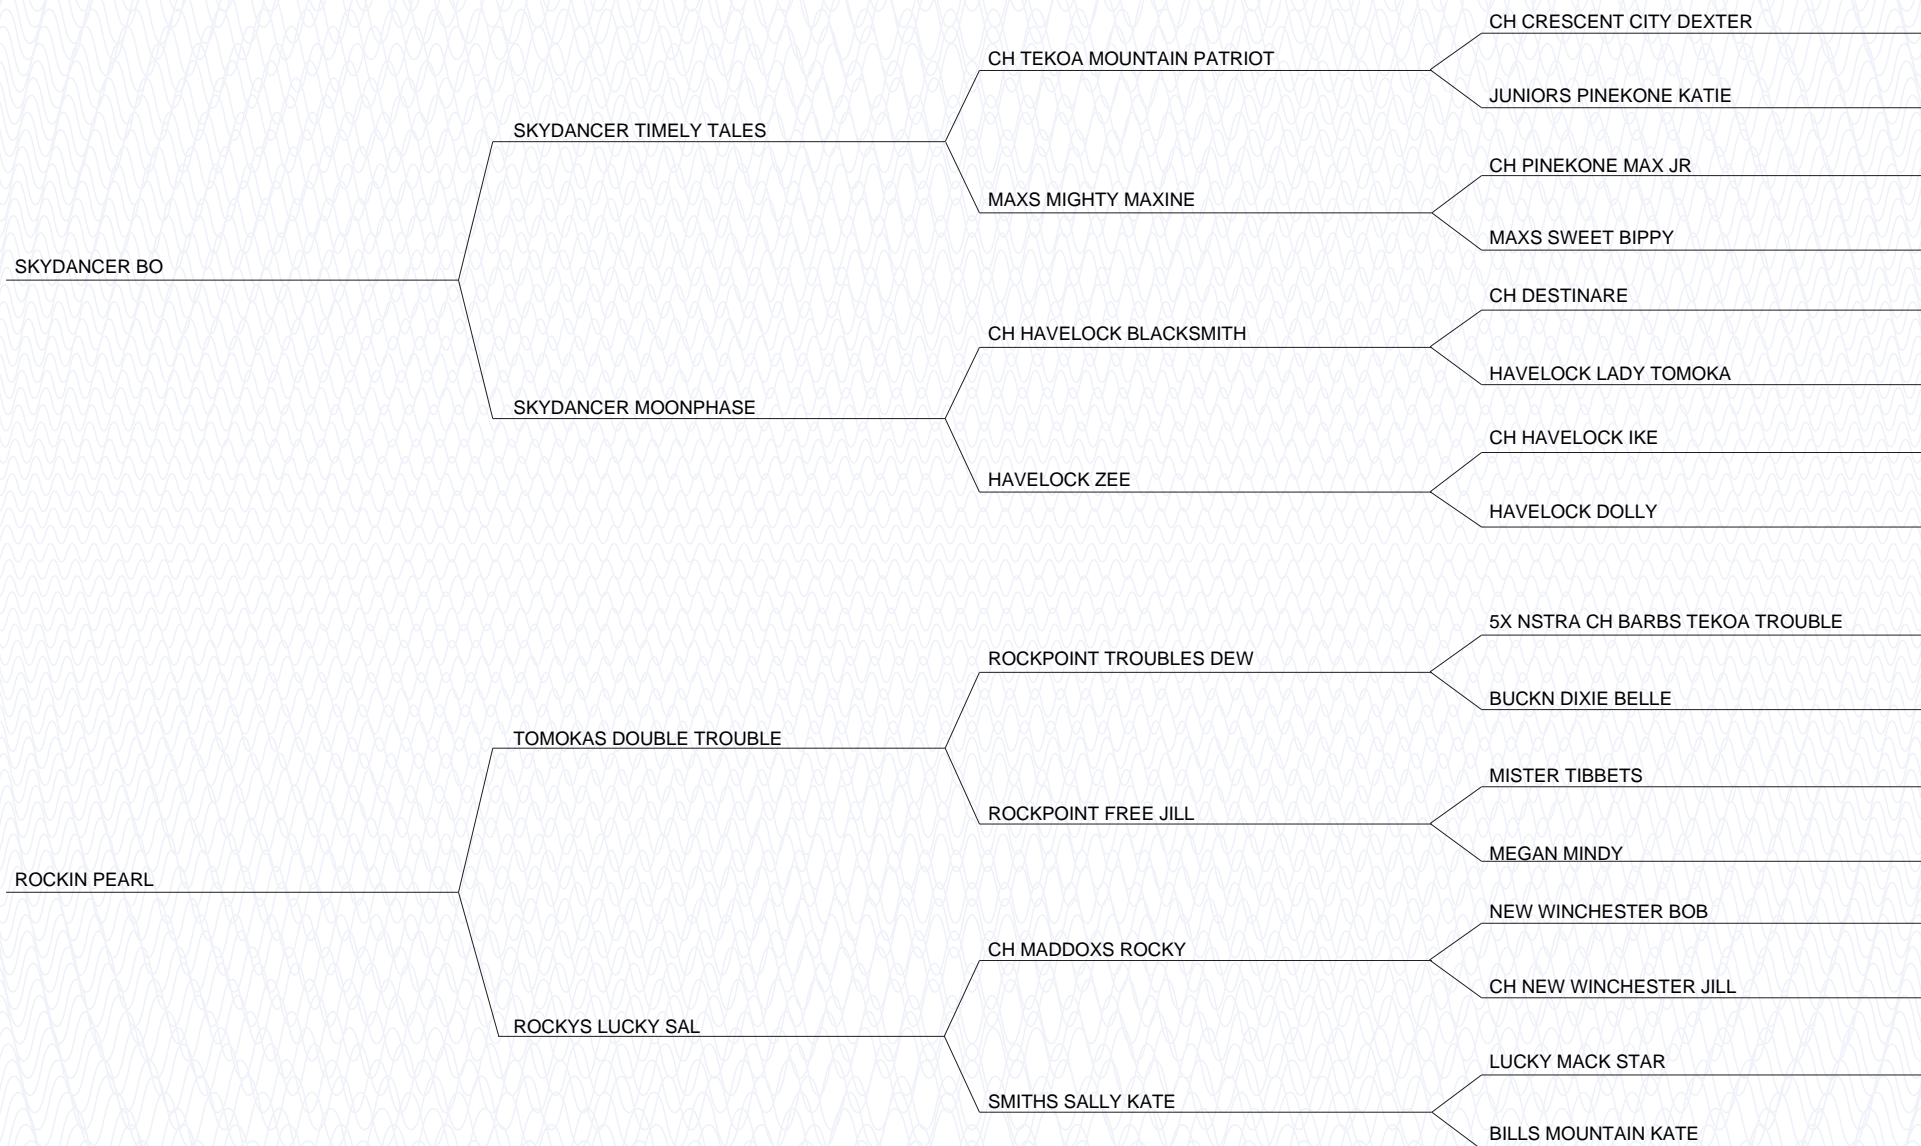 CH CRESCENT CITY DEXTER
CH TEKOA MOUNTAIN PATRIOT
JUNIORS PINEKONE KATIE
SKYDANCER TIMELY TALES
CH PINEKONE MAX JR
MAXS MIGHTY MAXINE
MAXS SWEET BIPPY
SKYDANCER BO
CH DESTINARE
CH HAVELOCK BLACKSMITH
HAVELOCK LADY TOMOKA
SKYDANCER MOONPHASE
CH HAVELOCK IKE
HAVELOCK ZEE
HAVELOCK DOLLY
5X NSTRA CH BARBS TEKOA TROUBLE
ROCKPOINT TROUBLES DEW
BUCKN DIXIE BELLE
TOMOKAS DOUBLE TROUBLE
MISTER TIBBETS
ROCKPOINT FREE JILL
MEGAN MINDY
ROCKIN PEARL
NEW WINCHESTER BOB
CH MADDOXS ROCKY
CH NEW WINCHESTER JILL
ROCKYS LUCKY SAL
LUCKY MACK STAR
SMITHS SALLY KATE
BILLS MOUNTAIN KATE